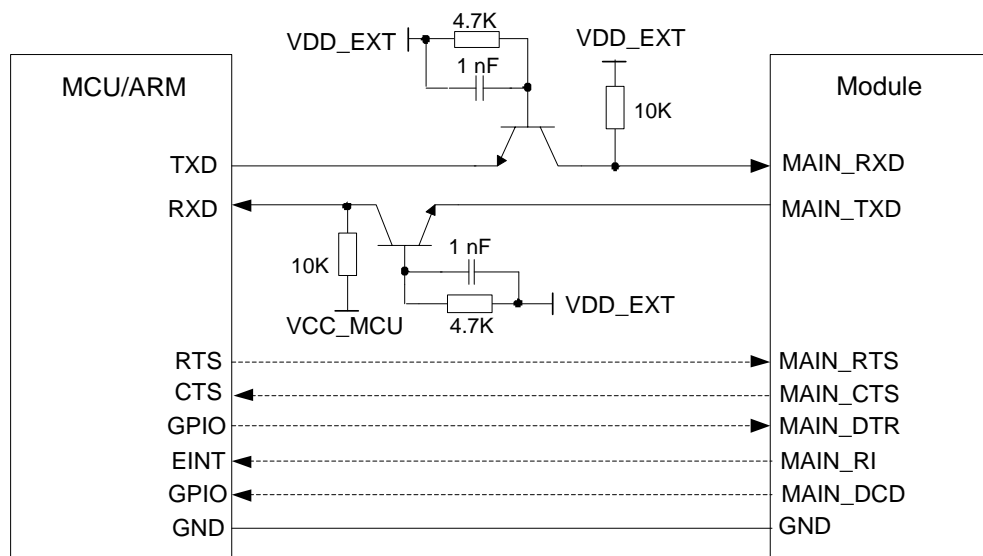 4.7K
VDD_EXT
1 nF
VDD_EXT
10K
MCU/ARM
Module
TXD
MAIN_RXD
RXD
MAIN_TXD
10K
VCC_MCU
1 nF
4.7K
VDD_EXT
RTS
MAIN_RTS
CTS
MAIN_CTS
GPIO
MAIN_DTR
EINT
MAIN_RI
GPIO
MAIN_DCD
GND
GND